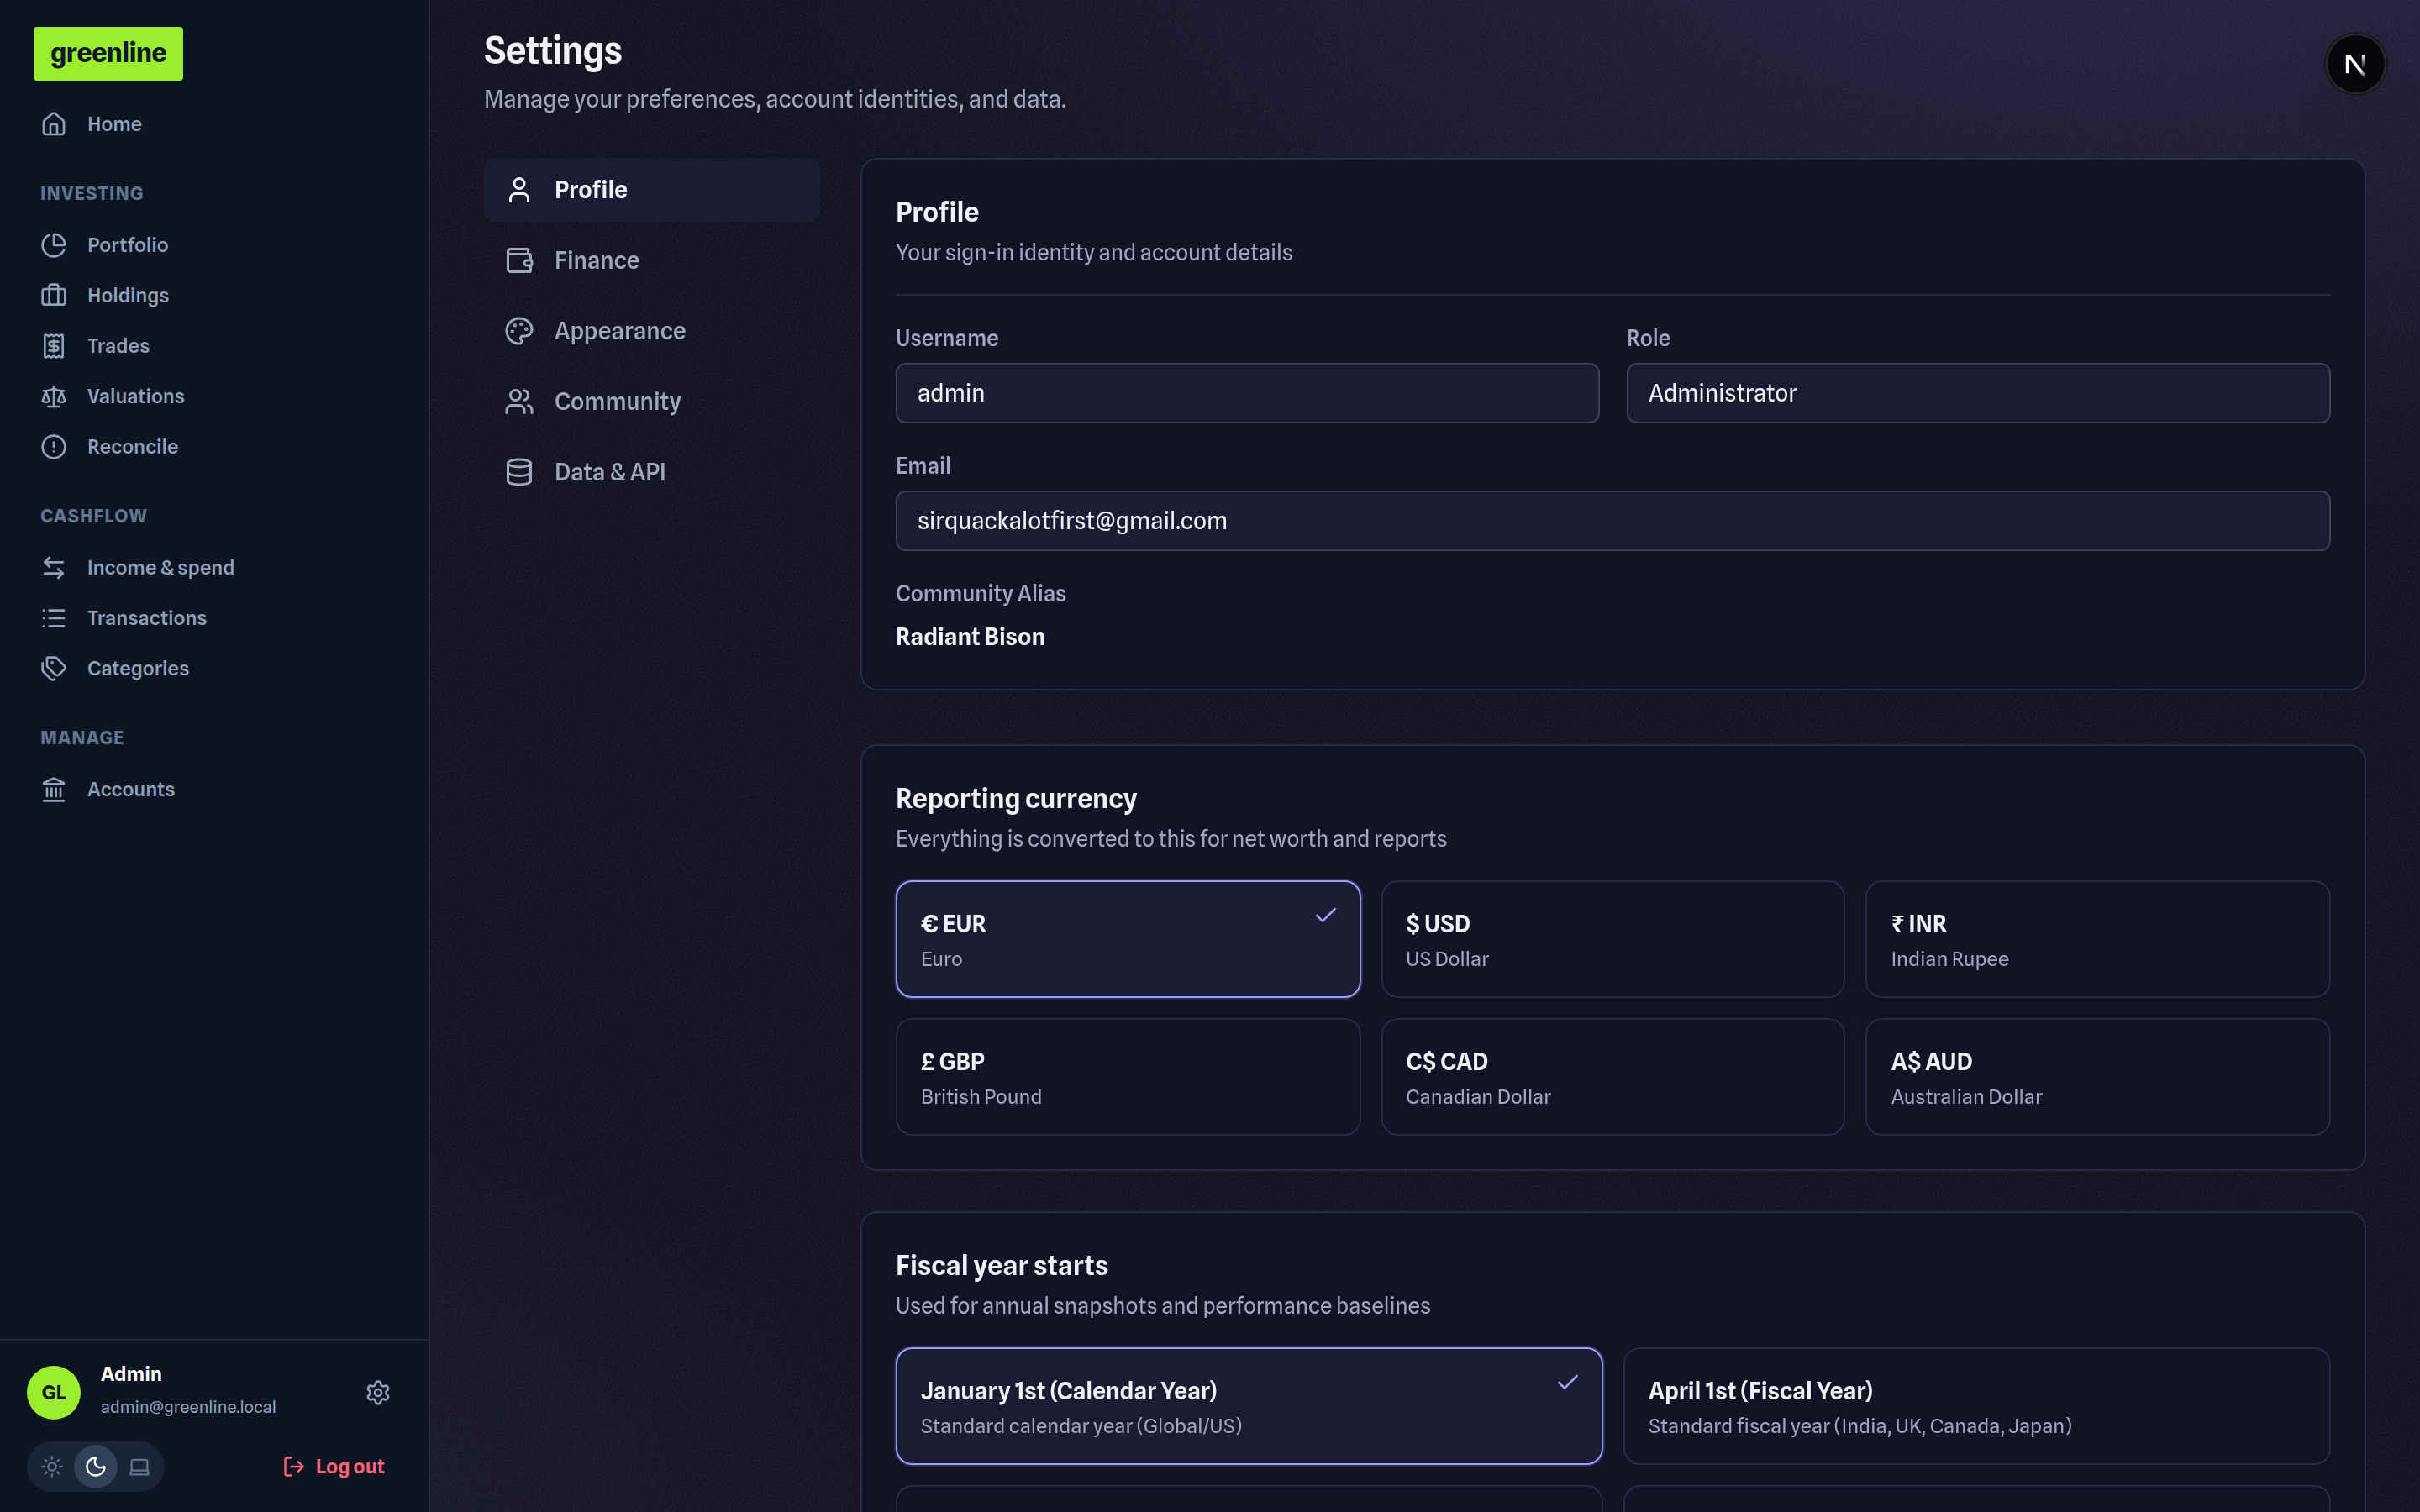 greenline
Home
INVESTING
Portfolio
Holdings
Trades
Valuations
Reconcile
CASHFLOW
Income & spend
Transactions
Categories
MANAGE
Accounts
GL
Admin
admin@greenline.local
Log out
Settings
Manage your preferences, account identities, and data.
N
Profile
Finance
Appearance
Community
Data & API
Profile
Your sign-in identity and account details
Username
Role
admin
Administrator
Email
sirquackalotfirst@gmail.com
Community Alias
Radiant Bison
Reporting currency
Everything is converted to this for net worth and reports
€ EUR
Euro
$ USD
US Dollar
₹ INR
Indian Rupee
£ GBP
British Pound
C$ CAD
Canadian Dollar
A$ AUD
Australian Dollar
Fiscal year starts
Used for annual snapshots and performance baselines
January 1st (Calendar Year)
Standard calendar year (Global/US)
April 1st (Fiscal Year)
Standard fiscal year (India, UK, Canada, Japan)